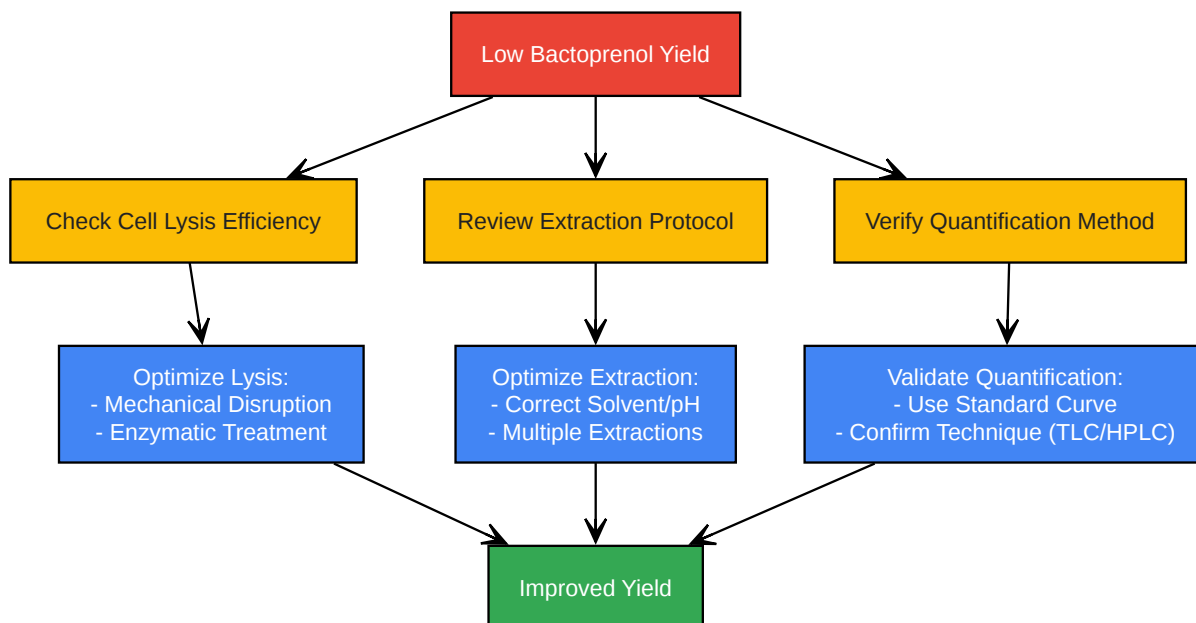 Low Bactoprenol Yield
Check Cell Lysis Efficiency
Review Extraction Protocol
Verify Quantification Method
Optimize Lysis:
- Mechanical Disruption
- Enzymatic Treatment
Optimize Extraction:
- Correct Solvent/pH
- Multiple Extractions
Validate Quantification:
- Use Standard Curve
- Confirm Technique (TLC/HPLC)
Improved Yield